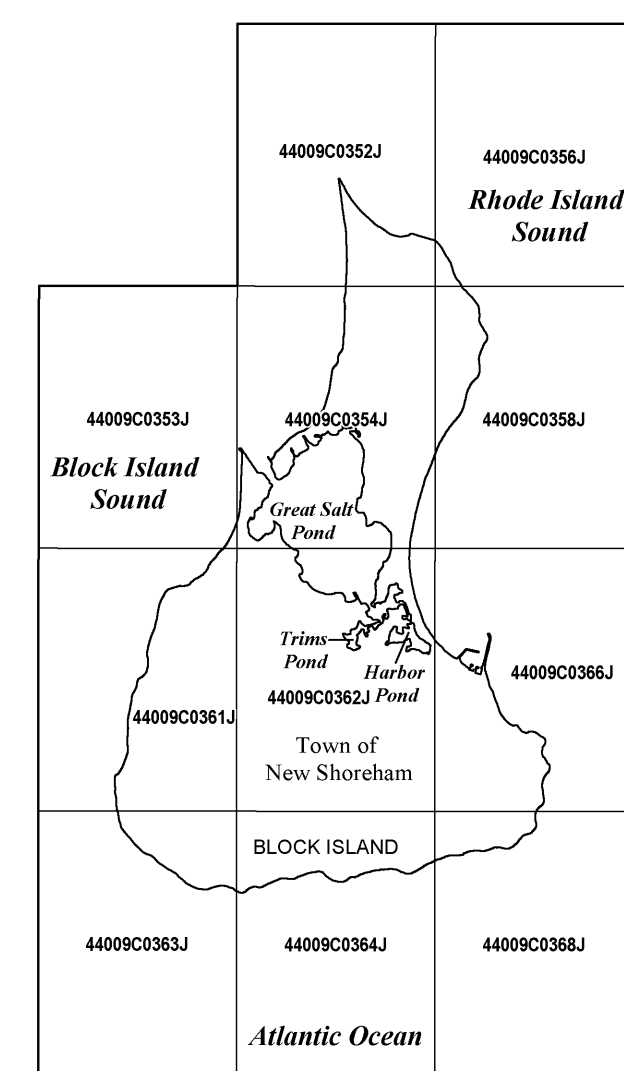 44009C0352J
44009C0356J
Rhode Island
Sound
44009C0353J
44009C0354J
44009C0358J
Block Island
Sound
Great Salt
Pond
Trims
Pond
Harbor
Pond
44009C0366J
44009C0362J
44009C0361J
Town of
New Shoreham
BLOCK ISLAND
44009C0363J
44009C0364J
44009C0368J
Atlantic Ocean